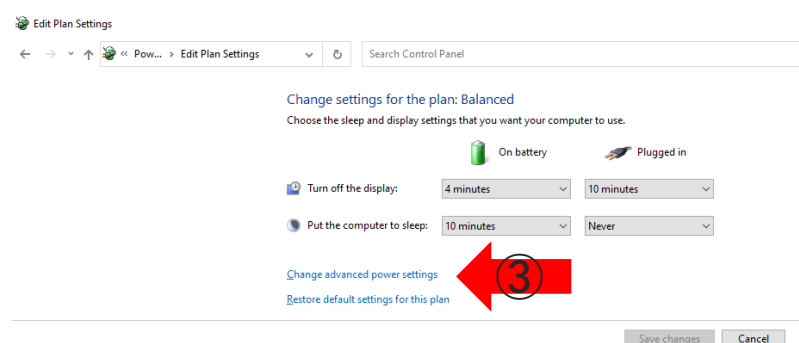 Edit Plan Settings
« Pow... › Edit Plan Settings
Search Control Panel
Change settings for the plan: Balanced
Choose the sleep and display settings that you want your computer to use.
On battery Plugged in
Turn off the display: 4 minutes 10 minutes
Put the computer to sleep: 10 minutes Never
Change advanced power settings ③
Restore default settings for this plan
Save changes Cancel